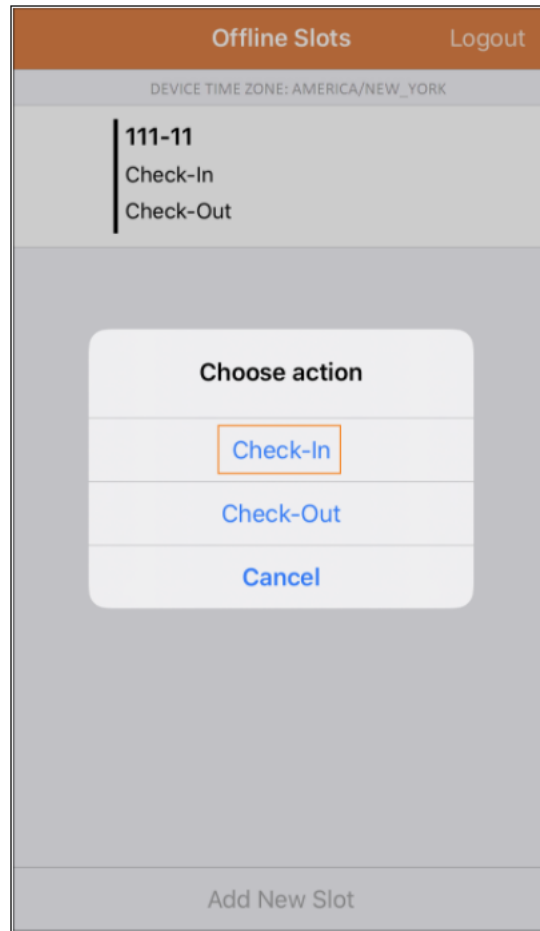 Offline Slots Logout
DEVICE TIME ZONE: AMERICA/NEW_YORK
111-11
Check-In
Check-Out
Choose action
Check-In
Check-Out
Cancel
Add New Slot